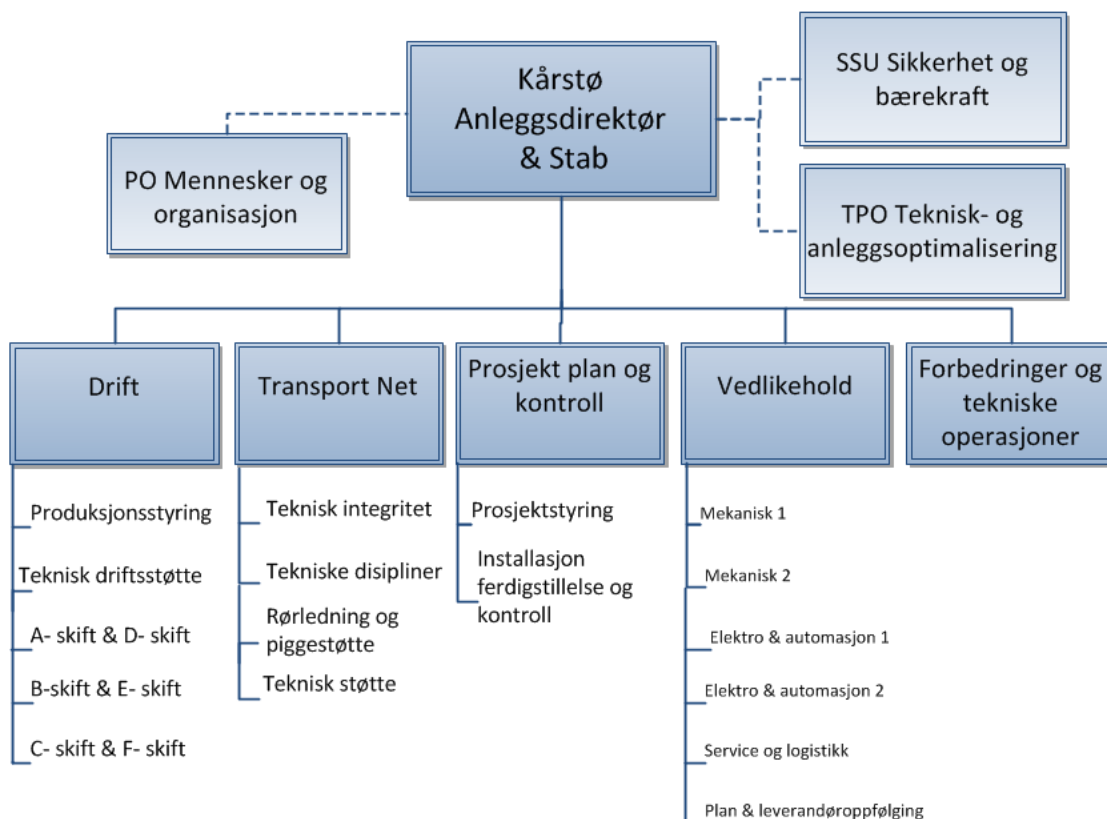 Kårstø
Anleggsdirektør
& Stab
SSU Sikkerhet og
bærekraft
PO Mennesker og
organisasjon
TPO Teknisk- og
anleggsoptimalisering
Drift
Transport Net
Prosjekt plan og
kontroll
Vedlikehold
Forbedringer og
tekniske
operasjoner
Produksjonsstyring
Teknisk driftsstøtte
A- skift & D- skift
B-skift & E- skift
C- skift & F- skift
Teknisk integritet
Tekniske disipliner
Rørledning og
piggestøtte
Teknisk støtte
Prosjektstyring
Installasjon
ferdigstillelse og
kontroll
Mekanisk 1
Mekanisk 2
Elektro & automasjon 1
Elektro & automasjon 2
Service og logistikk
Plan & leverandøroppfølging